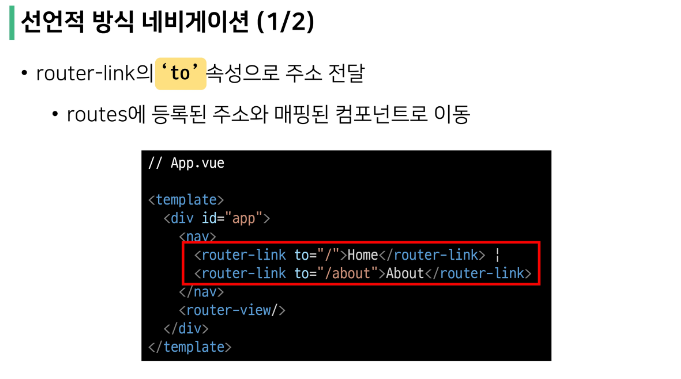 선언적 방식 네비게이션 (1/2)
• router-link의 ‘to’ 속성으로 주소 전달
• routes에 등록된 주소와 매핑된 컴포넌트로 이동
// App.vue
<template>
<div id="app">
<nav>
<router-link to="/">Home</router-link> |
<router-link to="/about">About</router-link>
</nav>
<router-view/>
</div>
</template>